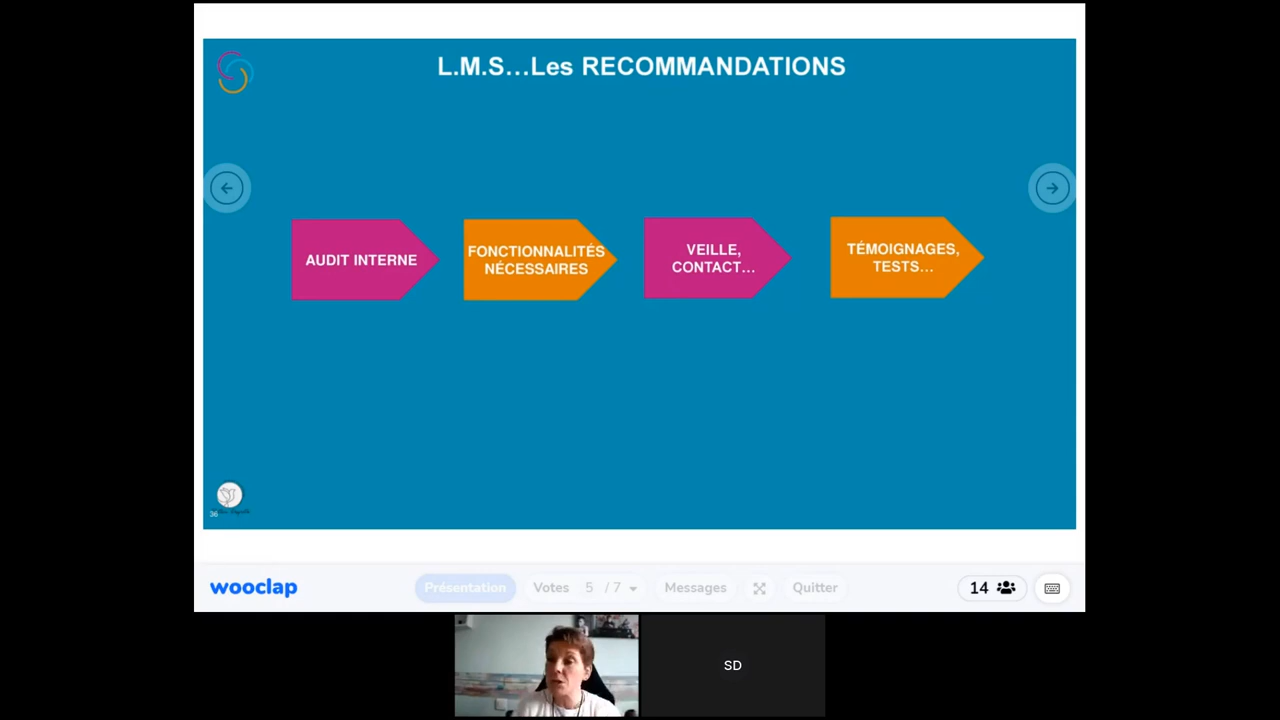 L.M.S...Les RECOMMANDATIONS
AUDIT INTERNE
FONCTIONNALITÉS
NÉCESSAIRES
VEILLE,
CONTACT...
TÉMOIGNAGES,
TESTS...
36
wooclap
Présentation
Votes 5 / 7
Messages
Quitter
14
SD